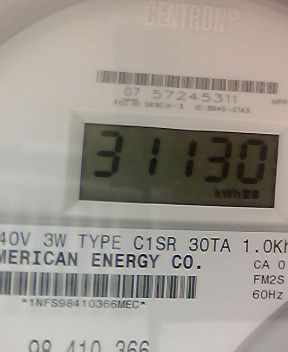 CENTRON®
07 57245311
31130
kWh
40V 3W TYPE C1SR 30TA 1.0Kh
MERICAN ENERGY CO.
CA 0
FM2S
60Hz
*1NFS98410366MEC*
98 410 366